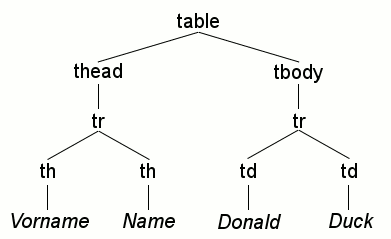 table
thead tbody
tr tr
th th td td
Vorname Name Donald Duck